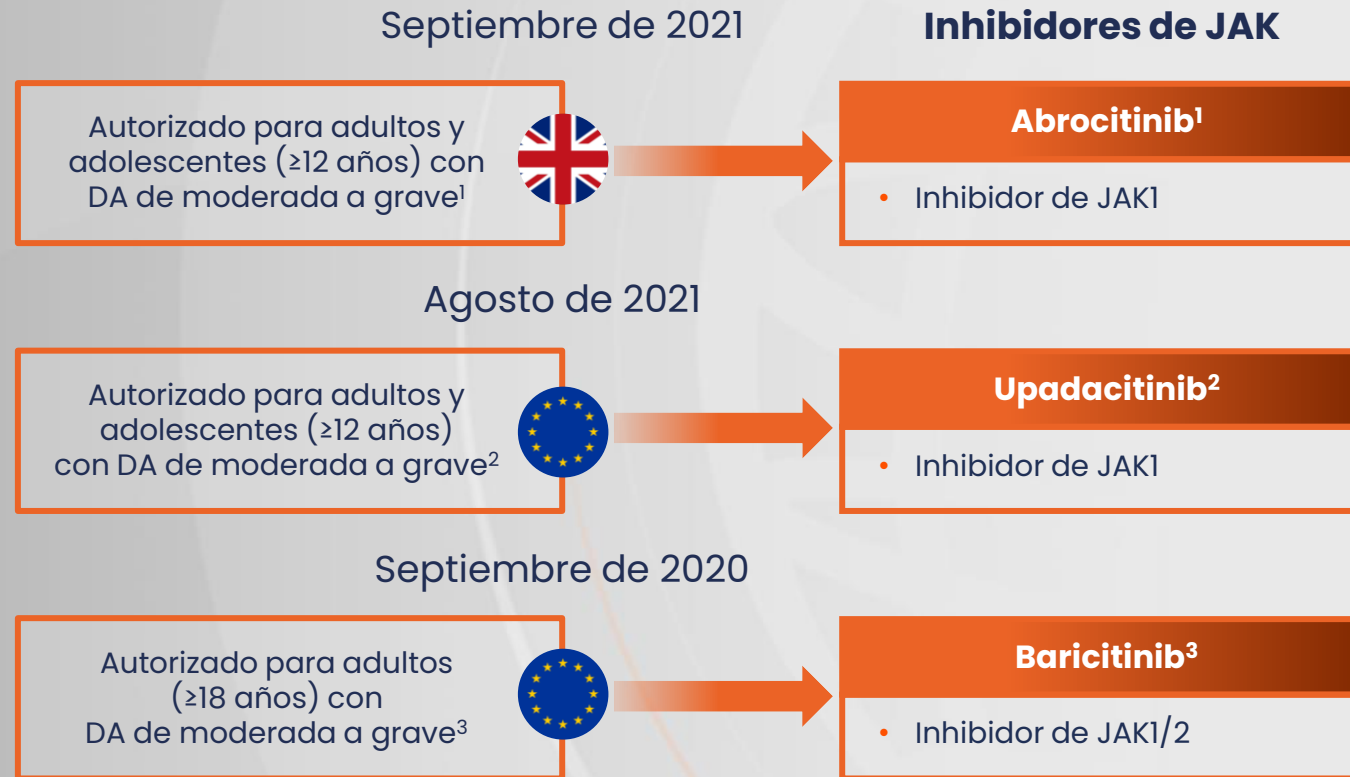 Septiembre de 2021
Inhibidores de JAK
Autorizado para adultos y
adolescentes (≥12 años) con
DA de moderada a grave¹
Abrocitinib¹
• Inhibidor de JAK1
Agosto de 2021
Autorizado para adultos y
adolescentes (≥12 años)
con DA de moderada a grave²
Upadacitinib²
• Inhibidor de JAK1
Septiembre de 2020
Autorizado para adultos
(≥18 años) con
DA de moderada a grave³
Baricitinib³
• Inhibidor de JAK1/2